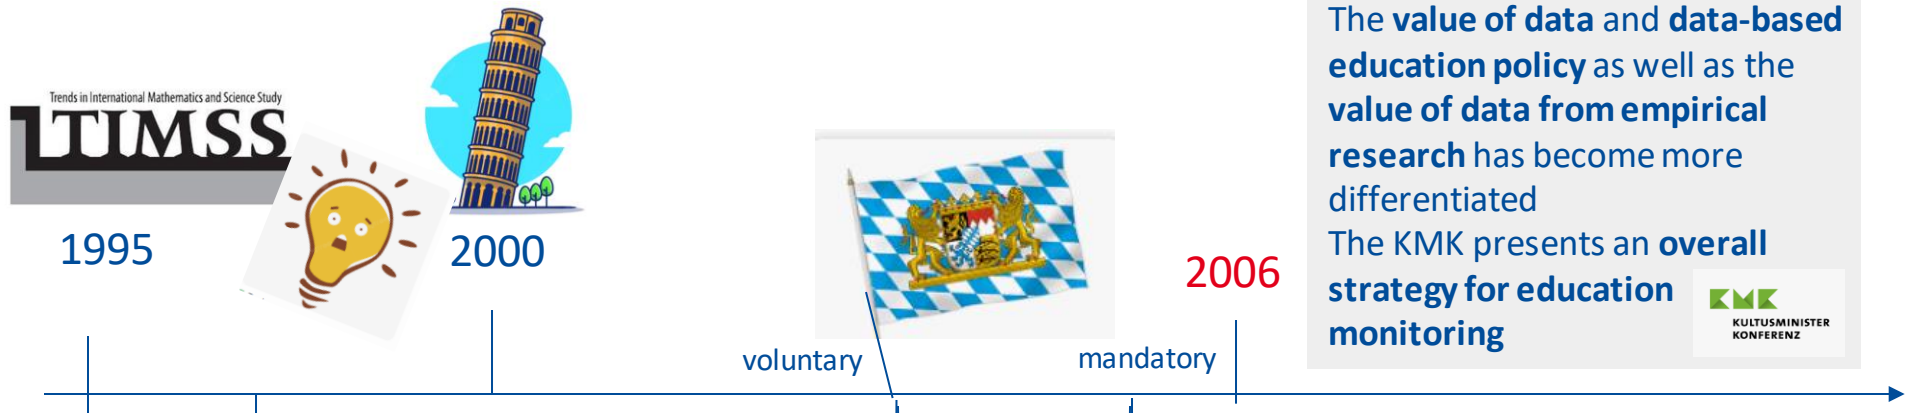 Trends in International Mathematics and Science Study
TIMSS
1995
2000
voluntary
mandatory
2006
The value of data and data-based
education policy as well as the
value of data from empirical
research has become more
differentiated
The KMK presents an overall
strategy for education
monitoring
KMK
KULTUSMINISTER
KONFERENZ